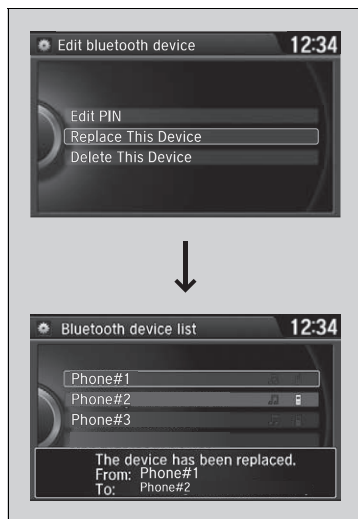 Edit bluetooth device 12:34
Edit PIN
Replace This Device
Delete This Device
Bluetooth device list 12:34
Phone#1
Phone#2
Phone#3
The device has been replaced.
From: Phone#1
To: Phone#2